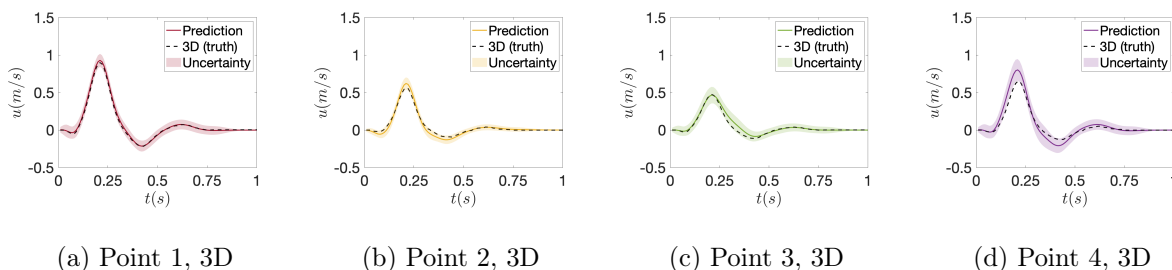 1.5
1
0.5
0
-0.5
u(m/s)
0 0.25 0.5 0.75 1
t(s)
Prediction
3D (truth)
Uncertainty
(a) Point 1, 3D
1.5
1
0.5
0
-0.5
u(m/s)
0 0.25 0.5 0.75 1
t(s)
Prediction
3D (truth)
Uncertainty
(b) Point 2, 3D
1.5
1
0.5
0
-0.5
u(m/s)
0 0.25 0.5 0.75 1
t(s)
Prediction
3D (truth)
Uncertainty
(c) Point 3, 3D
1.5
1
0.5
0
-0.5
u(m/s)
0 0.25 0.5 0.75 1
t(s)
Prediction
3D (truth)
Uncertainty
(d) Point 4, 3D